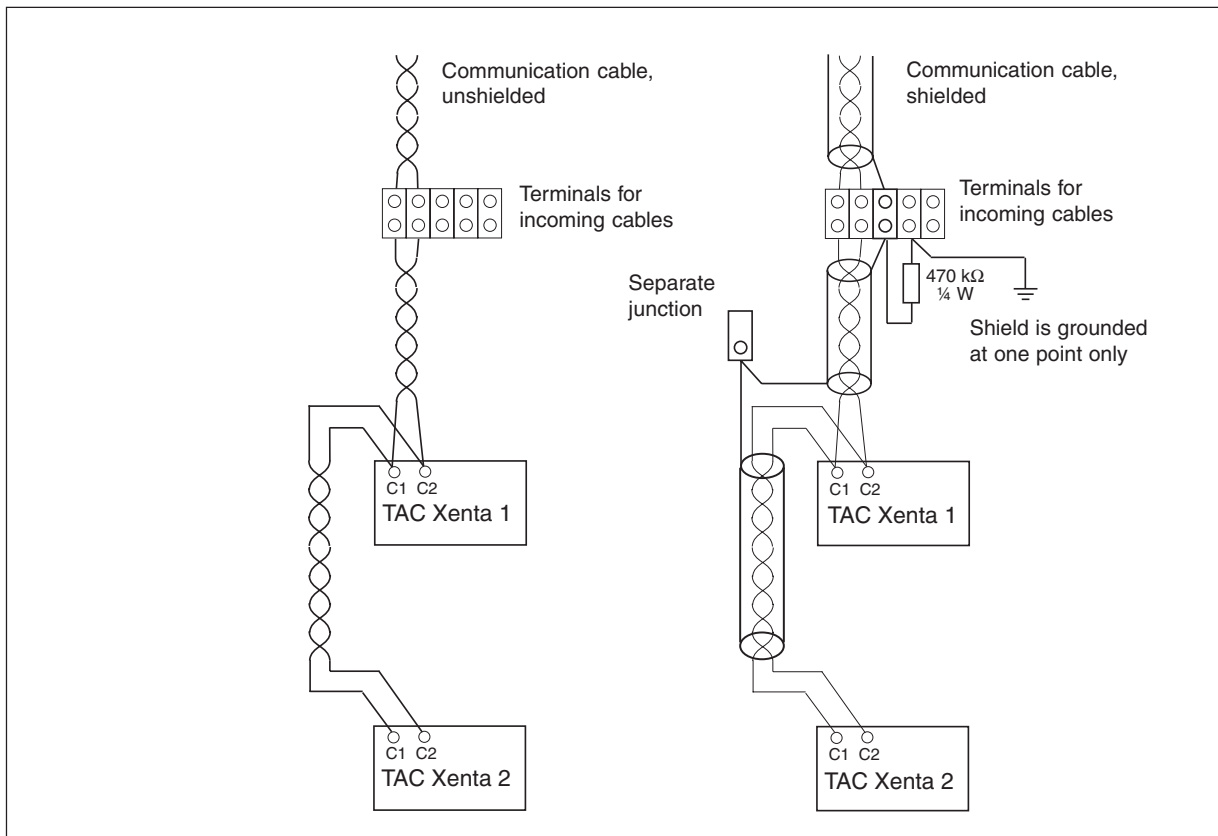 Communication cable,
unshielded
Terminals for
incoming cables
C1 C2
TAC Xenta 1
C1 C2
TAC Xenta 2
Communication cable,
shielded
Terminals for
incoming cables
470 kΩ
¼ W
Separate
junction
Shield is grounded
at one point only
C1 C2
TAC Xenta 1
C1 C2
TAC Xenta 2